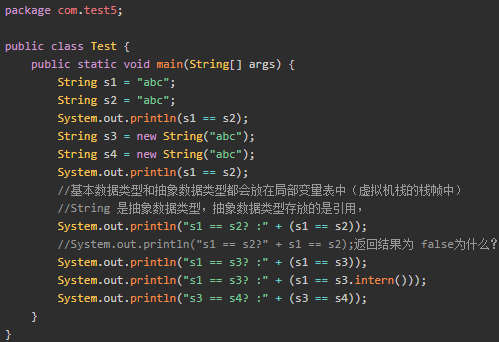 package com.test5;
public class Test {
public static void main(String[] args) {
String s1 = "abc";
String s2 = "abc";
System.out.println(s1 == s2);
String s3 = new String("abc");
String s4 = new String("abc");
System.out.println(s1 == s2);
//基本数据类型和抽象数据类型都会放在局部变量表中（虚拟机栈的栈帧中）
//String 是抽象数据类型，抽象数据类型存放的是引用，
System.out.println("s1 == s2? :" + (s1 == s2));
//System.out.println("s1 == s2?" + s1 == s2);返回结果为 false为什么？
System.out.println("s1 == s3? :" + (s1 == s3));
System.out.println("s1 == s3? :" + (s1 == s3.intern()));
System.out.println("s3 == s4? :" + (s3 == s4));
}
}